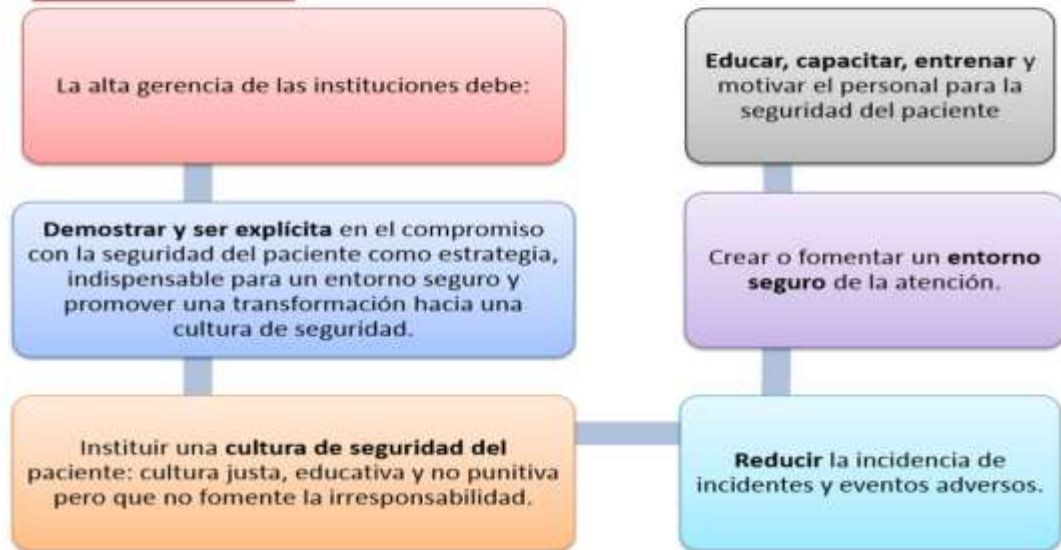 La alta gerencia de las instituciones debe:
Demostrar y ser explícita en el compromiso
con la seguridad del paciente como estrategia,
indispensable para un entorno seguro y
promover una transformación hacia una
cultura de seguridad.
Instituir una cultura de seguridad del
paciente: cultura justa, educativa y no punitiva
pero que no fomente la irresponsabilidad.
Reducir la incidencia de
incidentes y eventos adversos.
Crear o fomentar un entorno
seguro de la atención.
Educar, capacitar, entrenar y
motivar el personal para la
seguridad del paciente